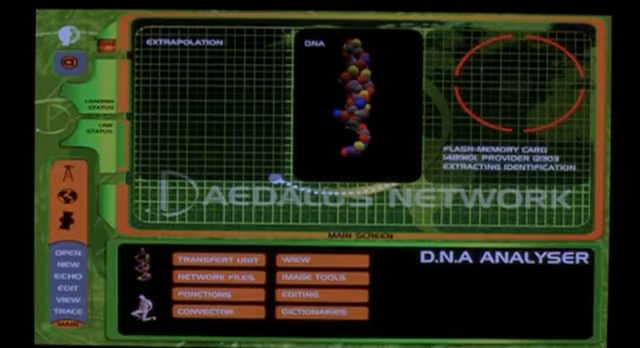 EXTRAPOLATION
DNA
LOADING
STATUS
LINK
STATUS
FLASH-MEMORY CARD
PROVIDER 12303
EXTRACTING IDENTIFICATION
DAEDALUS NETWORK
MAIN SCREEN
D.N.A ANALYSER
TRANSFERT UNIT
WIEW
NETWORK FILES
IMAGE TOOLS
FONCTIONS
EDITING
CONVECTOR
DICTIONARIES
OPEN
NEW
ECHO
EDIT
VIEW
TRACE
MAIN